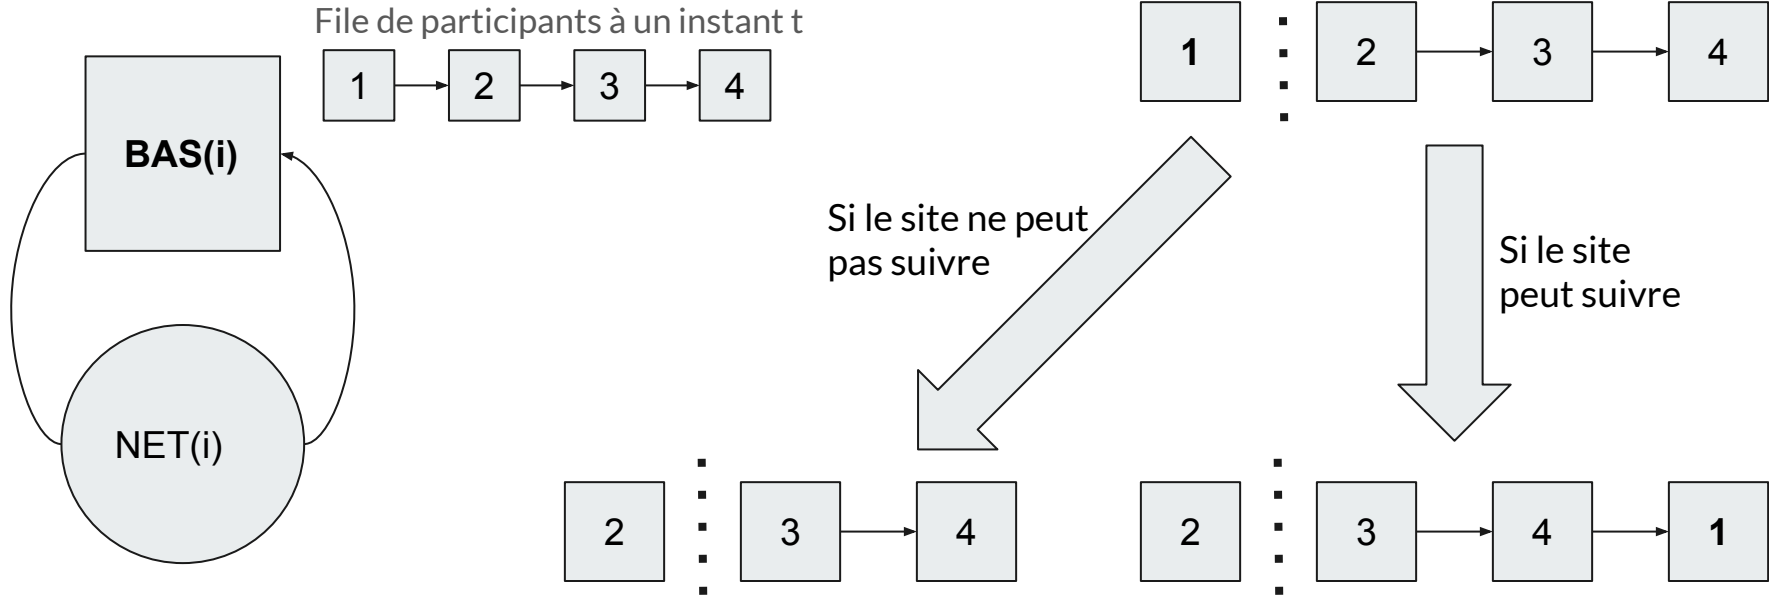 File de participants à un instant t
1 2 3 4
BAS(i)
NET(i)
1 2 3 4
Si le site ne peut
pas suivre
Si le site
peut suivre
2 3 4
2 3 4 1